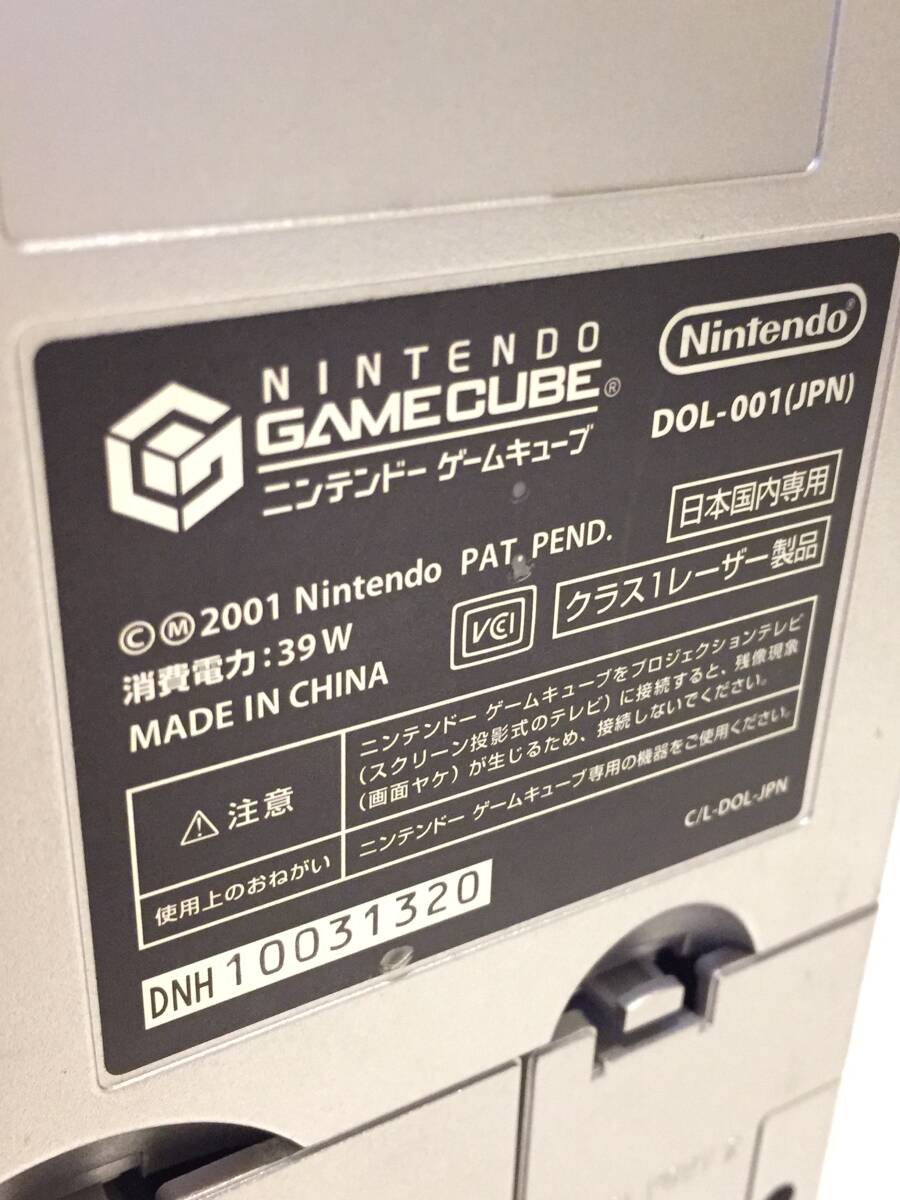 NINTENDO
GAMECUBE®
ニンテンドー ゲームキューブ
Nintendo®
DOL-001(JPN)
日本国内専用
ⒸⓂ2001 Nintendo PAT. PEND.
VCI
クラス1レーザー製品
消費電力:39W
MADE IN CHINA
⚠注意
ニンテンドー ゲームキューブをプロジェクションテレビ
(スクリーン投影式のテレビ)に接続すると、残像現象
(画面ヤケ)が生じるため、接続しないでください。
使用上のおねがい
ニンテンドー ゲームキューブ専用の機器をご使用ください。
C/L-DOL-JPN
DNH 10031320